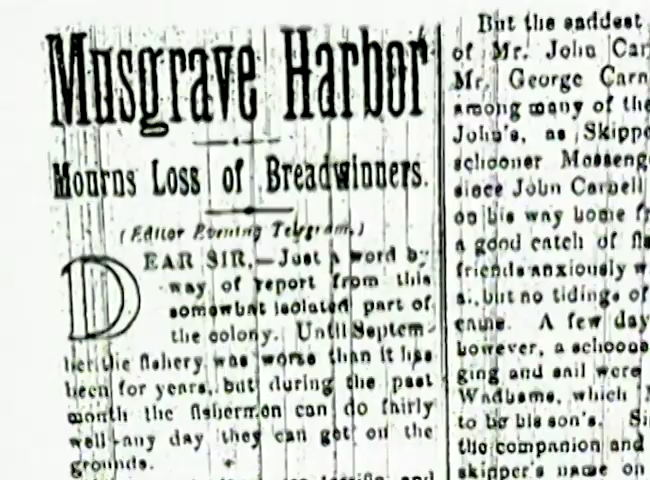 Musgrave Harbor
Mourns Loss of Breadwinners.
(Editor Evening Telegram.)
DEAR SIR,—Just a word by
way of report from this
somewhat isolated part of
the colony. Until Septem-
ber the fishery was worse than it has
been for years, but during the past
month the fishermen can do fairly
well any day they can get on the
grounds.
terrific and
But the saddest
of Mr. John Car
Mr. George Carn
among many of the
John's, as Skippe
schooner Messeng
since John Carnell
on his way home fr
a good catch of fis
friends anxiously w
but no tidings of
came. A few day
however, a schoone
ging and sail were
Wadhams, which
to be his son's. Si
the companion and
skipper's name on